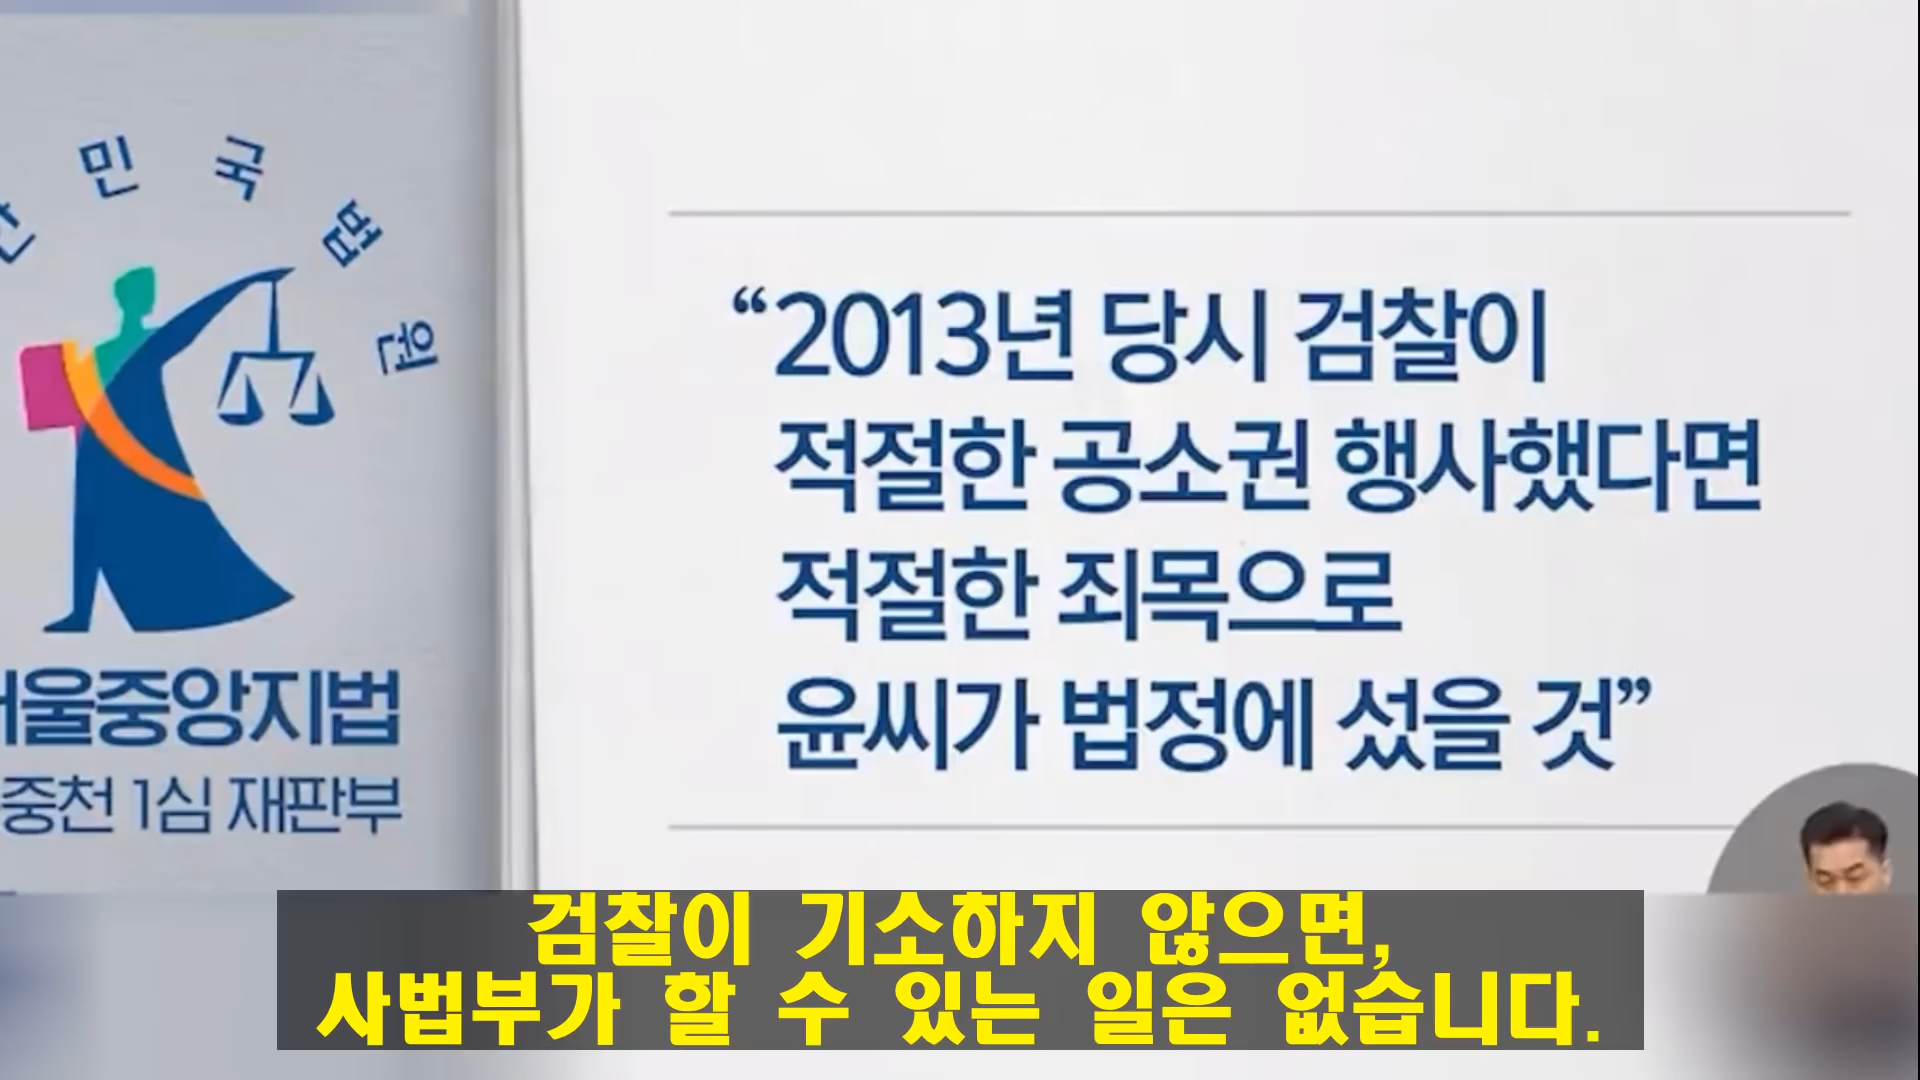 민국법원
서울중앙지법
중천 1심 재판부
“2013년 당시 검찰이
적절한 공소권 행사했다면
적절한 죄목으로
윤씨가 법정에 섰을 것”
검찰이 기소하지 않으면,
사법부가 할 수 있는 일은 없습니다.